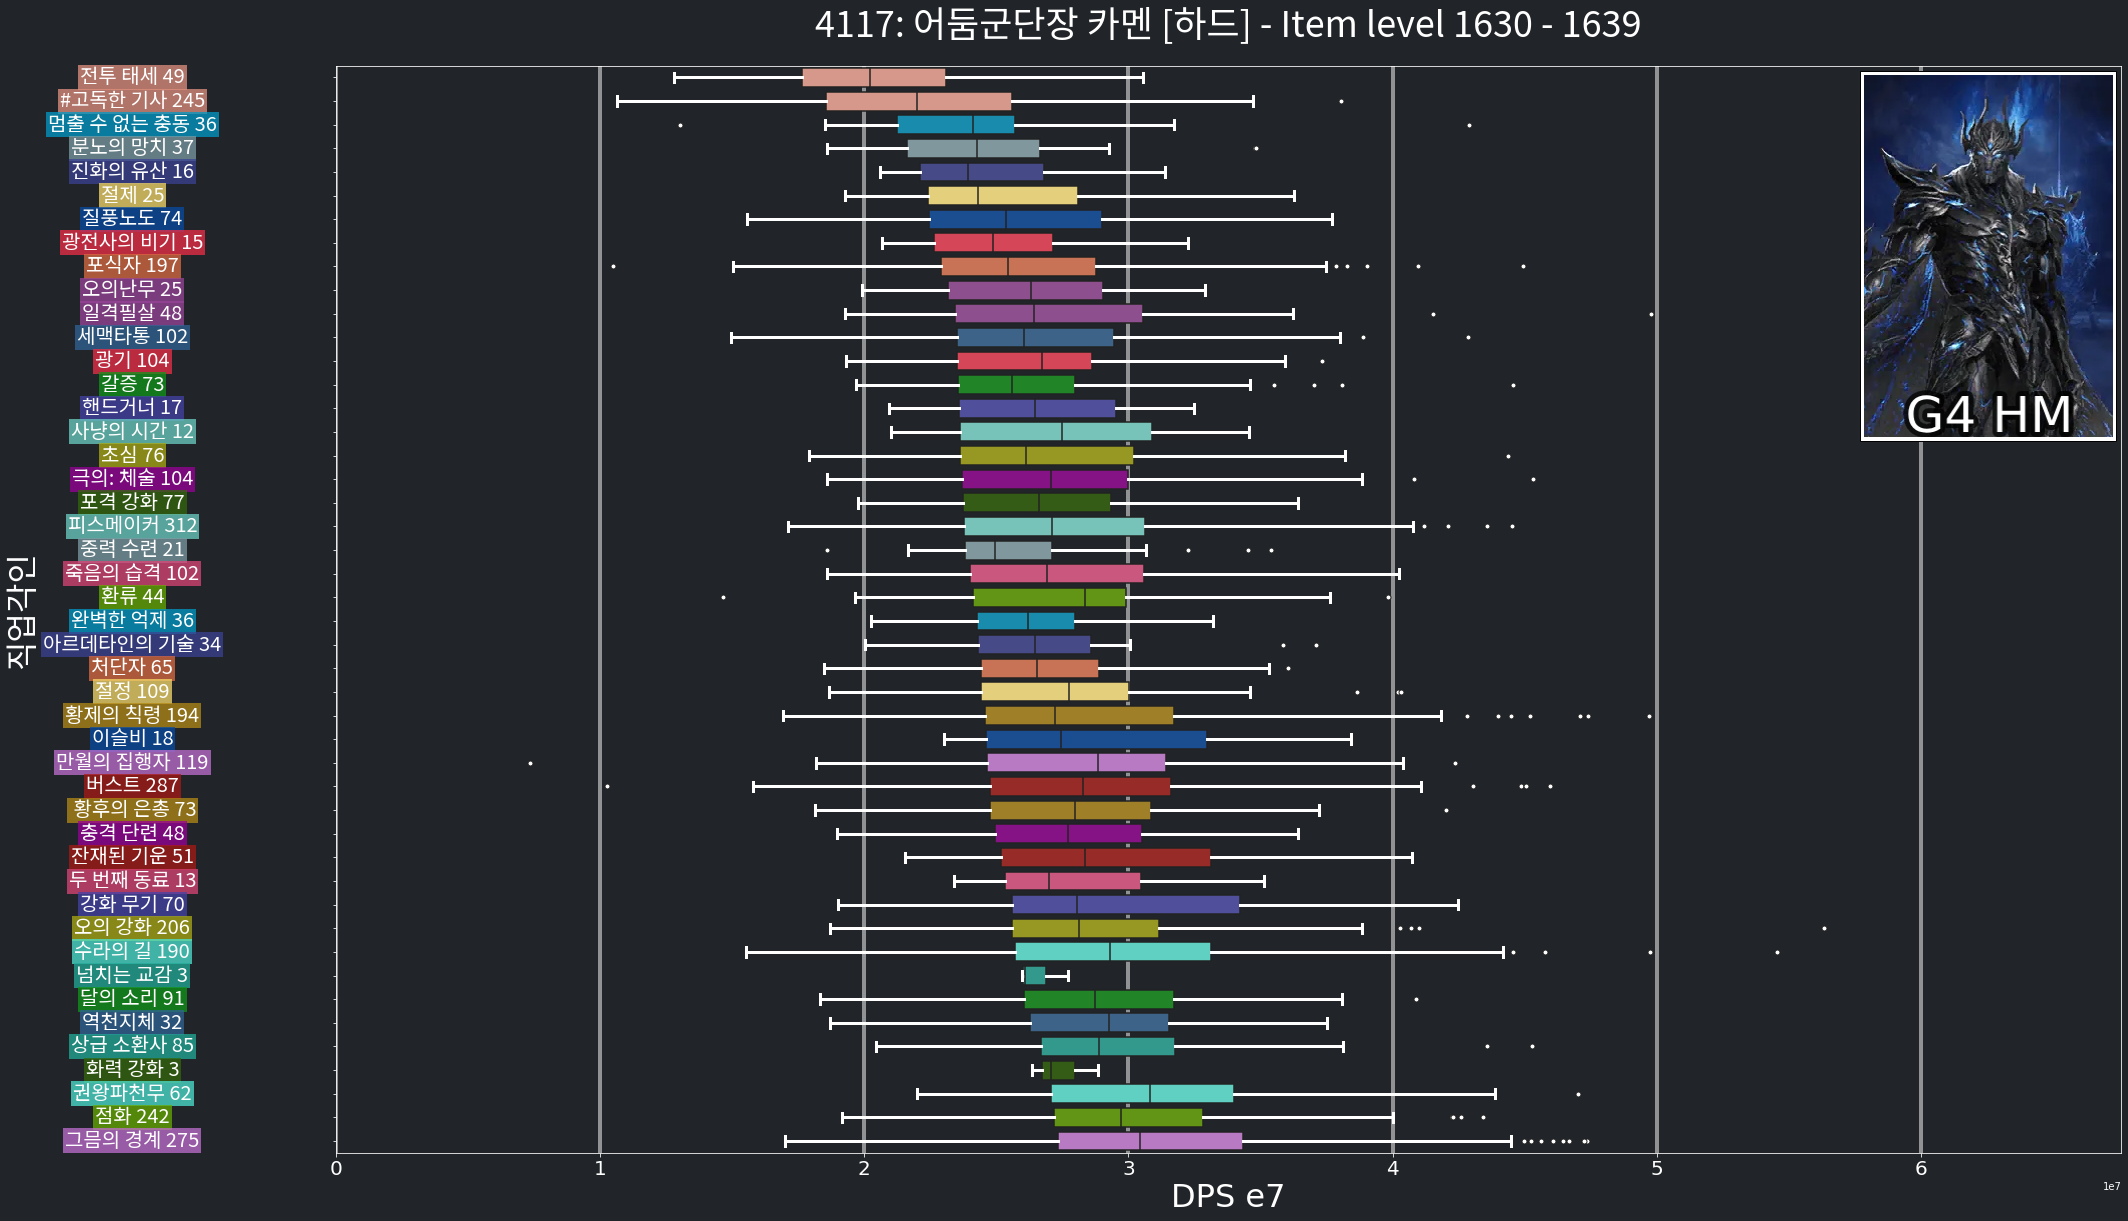 4117: 어둠군단장 카멘 [하드] - Item level 1630 - 1639
전투 태세 49
#고독한 기사 245
멈출 수 없는 충동 36
분노의 망치 37
진화의 유산 16
절제 25
질풍노도 74
광전사의 비기 15
포식자 197
오의난무 25
일격필살 48
세맥타통 102
광기 104
갈증 73
핸드거너 17
사냥의 시간 12
초심 76
극의: 체술 104
포격 강화 77
피스메이커 312
중력 수련 21
죽음의 습격 102
환류 44
완벽한 억제 36
아르데타인의 기술 34
처단자 65
절정 109
황제의 칙령 194
이슬비 18
만월의 집행자 119
버스트 287
황후의 은총 73
충격 단련 48
잔재된 기운 51
두 번째 동료 13
강화 무기 70
오의 강화 206
수라의 길 190
넘치는 교감 3
달의 소리 91
역천지체 32
상급 소환사 85
화력 강화 3
권왕파천무 62
점화 242
그믐의 경계 275
직업각인
G4 HM
0 1 2 3 4 5 6
DPS e7
1e7